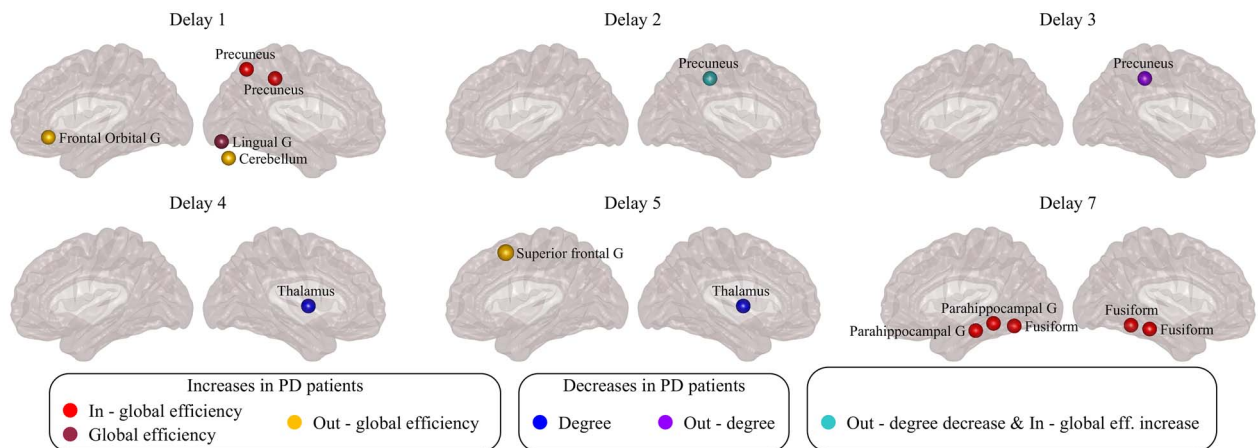 Delay 1
Delay 2
Delay 3
Precuneus
Precuneus
Frontal Orbital G
Lingual G
Cerebellum
Precuneus
Precuneus
Delay 4
Delay 5
Delay 7
Thalamus
Superior frontal G
Thalamus
Parahippocampal G
Parahippocampal G
Fusiform
Fusiform
Fusiform
Increases in PD patients
In - global efficiency
Out - global efficiency
Global efficiency
Decreases in PD patients
Degree
Out - degree
Out - degree decrease & In - global eff. increase